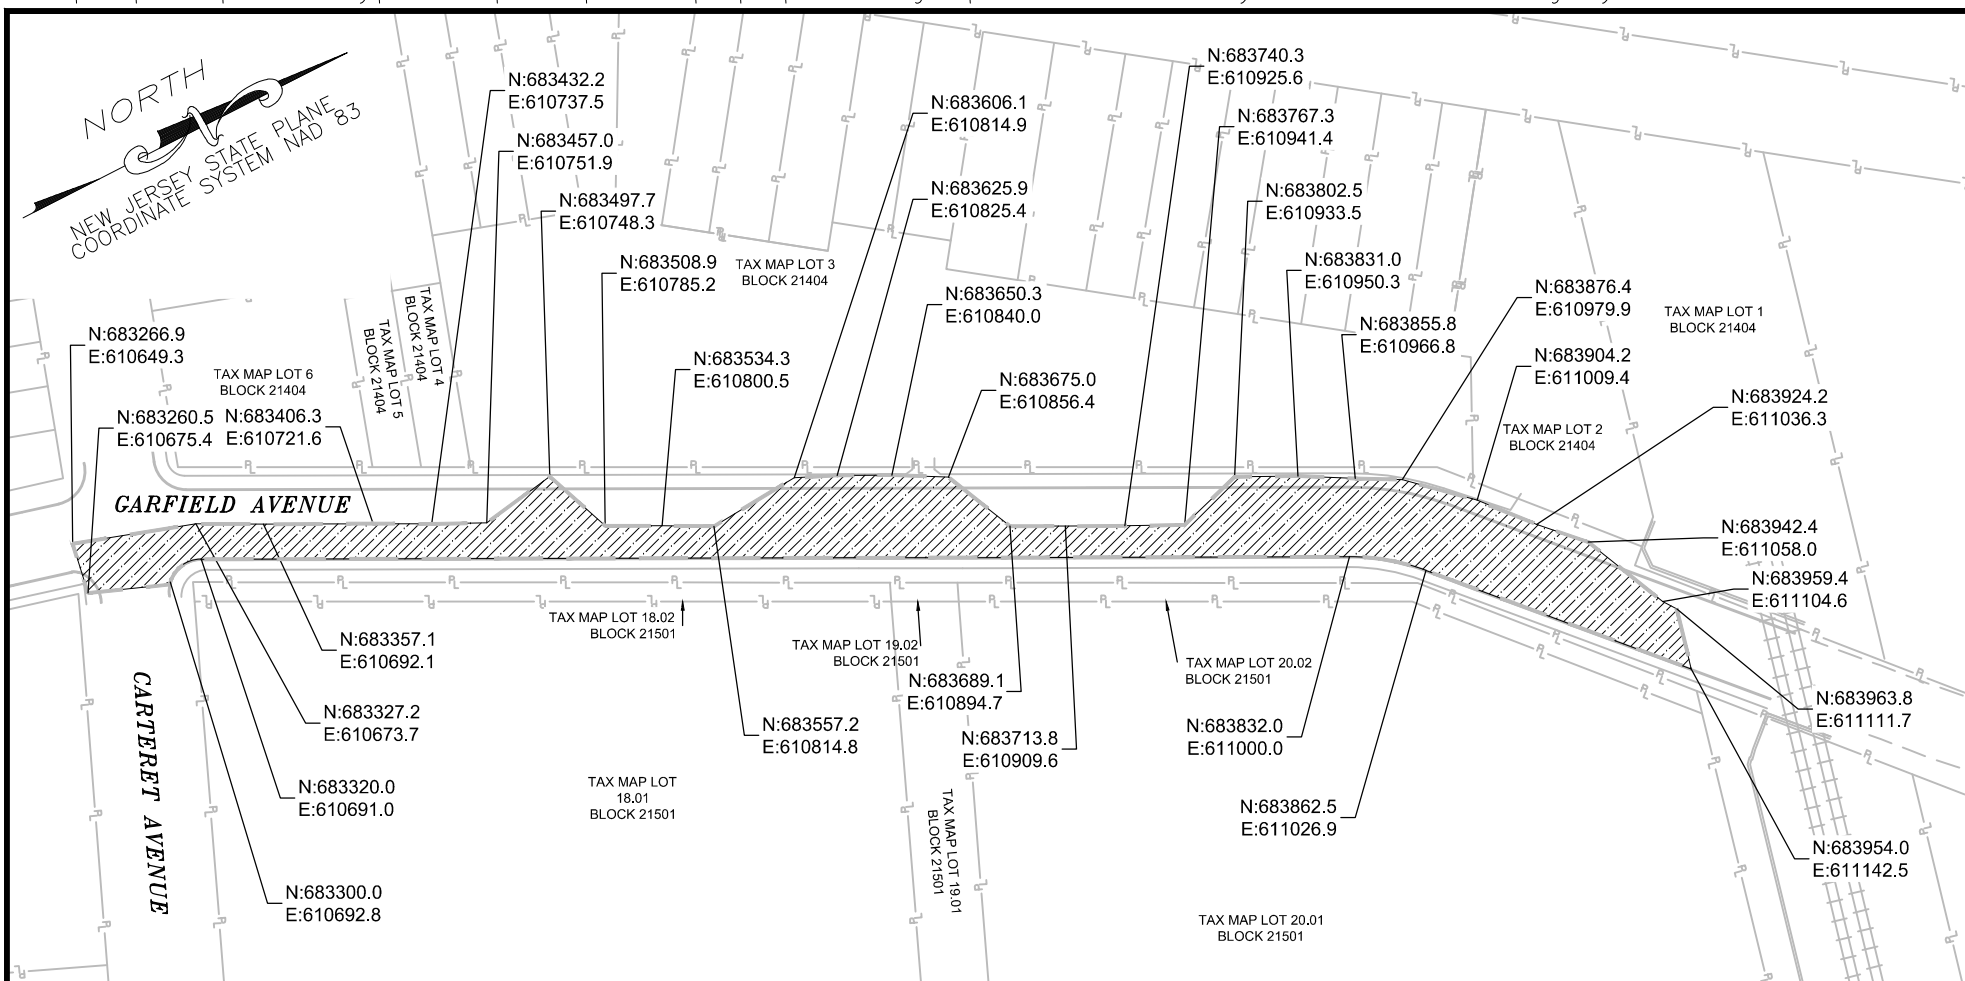 NORTH
NEW JERSEY STATE PLANE
COORDINATE SYSTEM NAD 83
N:683432.2
E:610737.5
N:683457.0
E:610751.9
N:683497.7
E:610748.3
N:683508.9
E:610785.2
TAX MAP LOT 3
BLOCK 21404
N:683534.3
E:610800.5
N:683606.1
E:610814.9
N:683625.9
E:610825.4
N:683650.3
E:610840.0
N:683675.0
E:610856.4
N:683740.3
E:610925.6
N:683767.3
E:610941.4
N:683802.5
E:610933.5
N:683831.0
E:610950.3
N:683855.8
E:610966.8
N:683876.4
E:610979.9
N:683904.2
E:611009.4
TAX MAP LOT 1
BLOCK 21404
TAX MAP LOT 2
BLOCK 21404
N:683924.2
E:611036.3
N:683942.4
E:611058.0
N:683959.4
E:611104.6
N:683963.8
E:611111.7
N:683954.0
E:611142.5
N:683266.9
E:610649.3
TAX MAP LOT 6
BLOCK 21404
TAX MAP LOT 5
BLOCK 21404
TAX MAP LOT 4
BLOCK 21404
N:683260.5
E:610675.4
N:683406.3
E:610721.6
GARFIELD AVENUE
CARTERET AVENUE
N:683357.1
E:610692.1
N:683327.2
E:610673.7
N:683320.0
E:610691.0
N:683300.0
E:610692.8
TAX MAP LOT 18.02
BLOCK 21501
TAX MAP LOT 19.02
BLOCK 21501
TAX MAP LOT 20.02
BLOCK 21501
N:683557.2
E:610814.8
N:683689.1
E:610894.7
N:683713.8
E:610909.6
N:683832.0
E:611000.0
N:683862.5
E:611026.9
TAX MAP LOT
18.01
BLOCK 21501
TAX MAP LOT 19.01
BLOCK 21501
TAX MAP LOT 20.01
BLOCK 21501